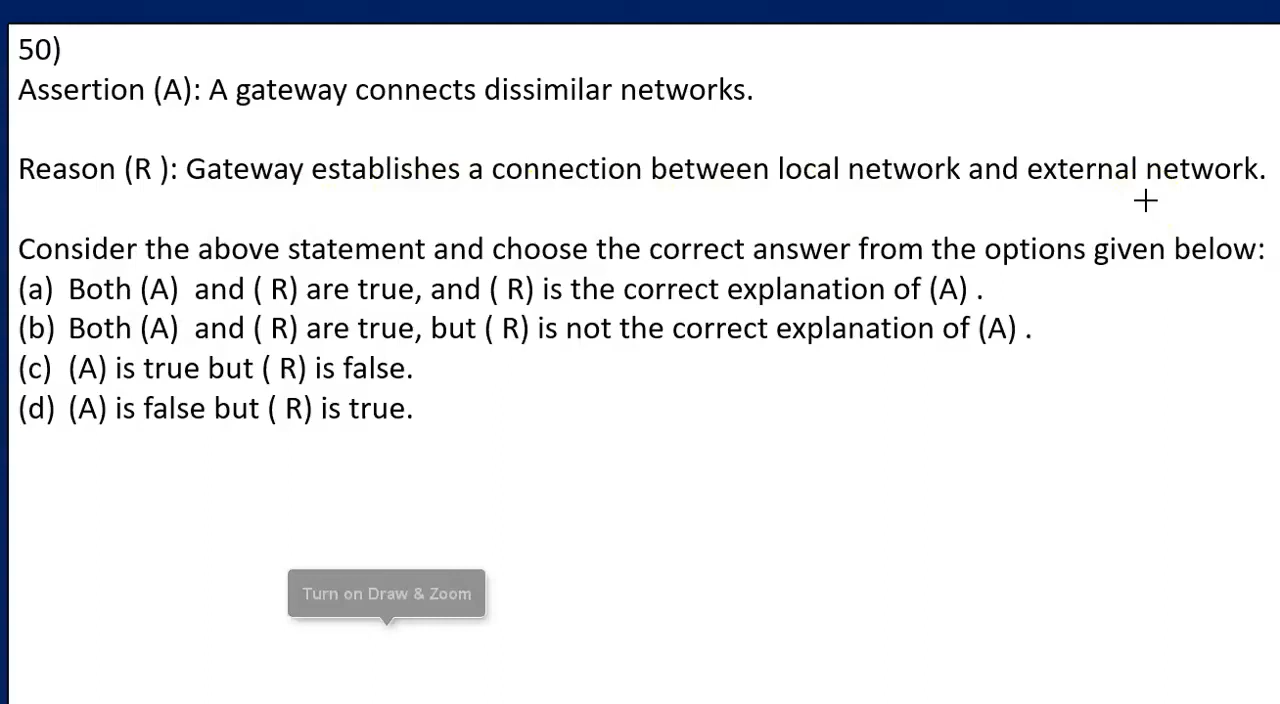 50)
Assertion (A): A gateway connects dissimilar networks.
Reason (R ): Gateway establishes a connection between local network and external network.
Consider the above statement and choose the correct answer from the options given below:
(a) Both (A) and ( R) are true, and ( R) is the correct explanation of (A) .
(b) Both (A) and ( R) are true, but ( R) is not the correct explanation of (A) .
(c) (A) is true but ( R) is false.
(d) (A) is false but ( R) is true.
Turn on Draw & Zoom